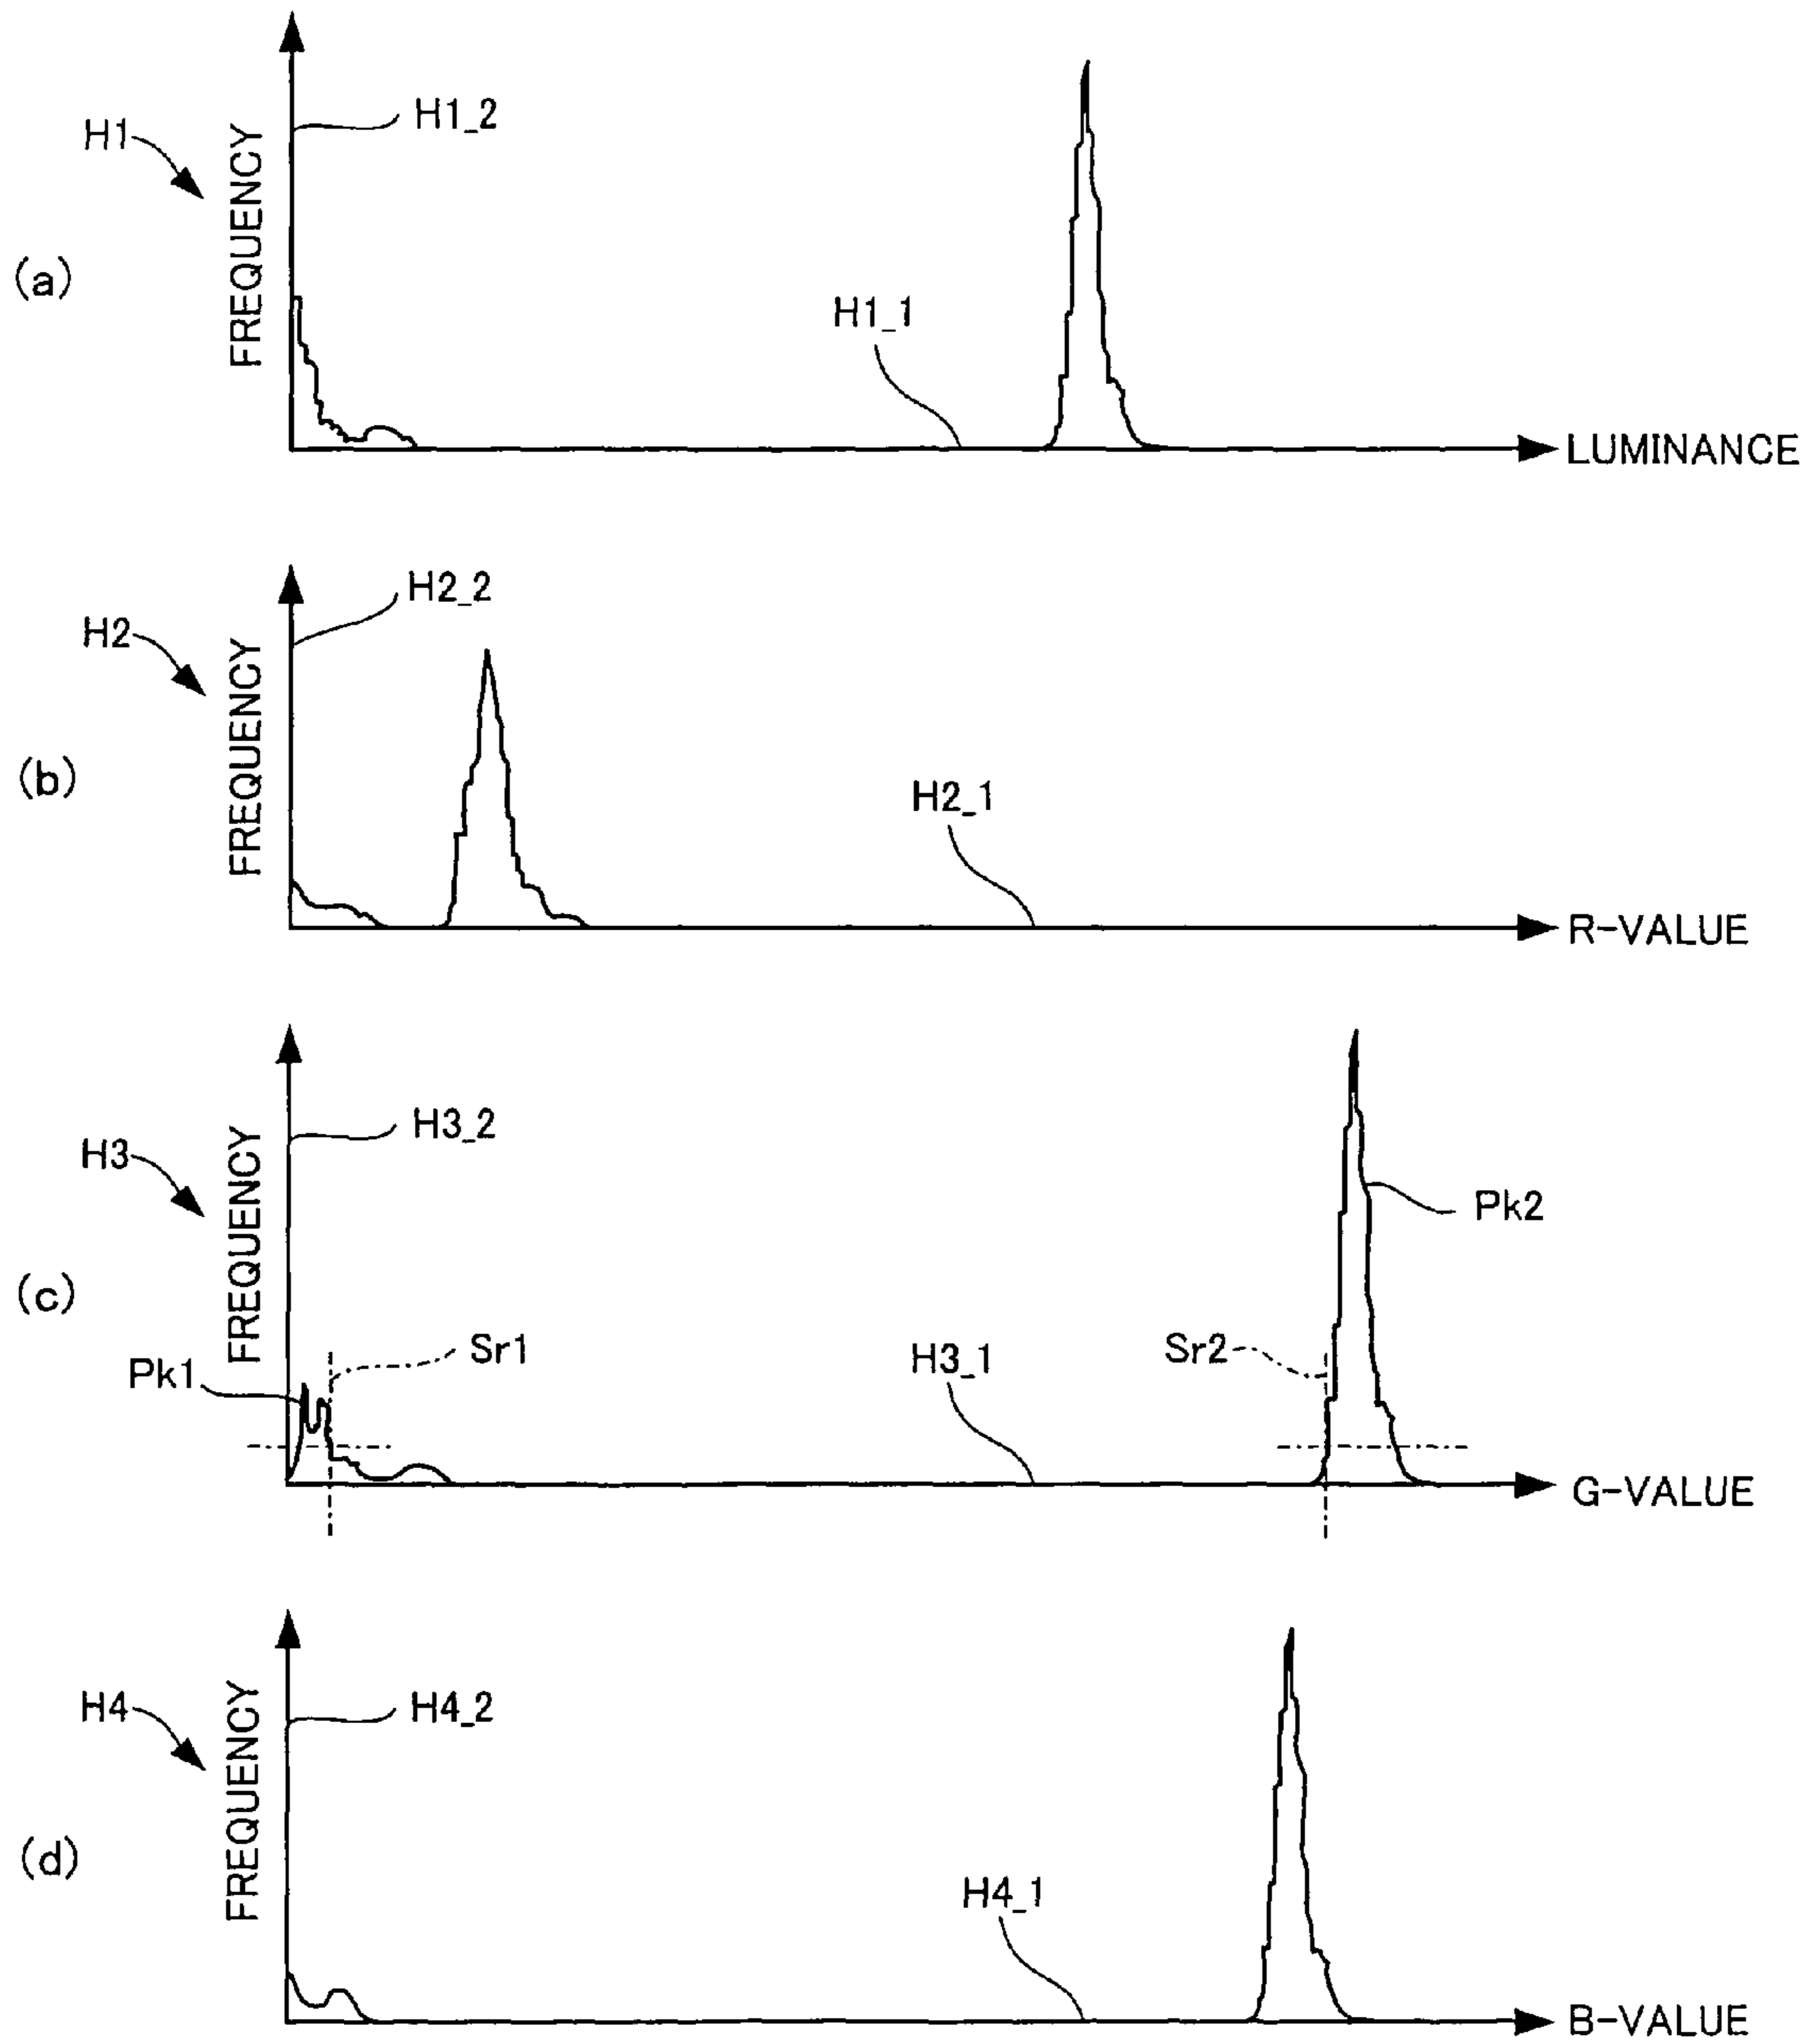 (a)
H1
FREQUENCY
H1_2
H1_1
LUMINANCE
(b)
H2
FREQUENCY
H2_2
H2_1
R-VALUE
(c)
H3
FREQUENCY
H3_2
Pk1
Sr1
H3_1
Sr2
Pk2
G-VALUE
(d)
H4
FREQUENCY
H4_2
H4_1
B-VALUE